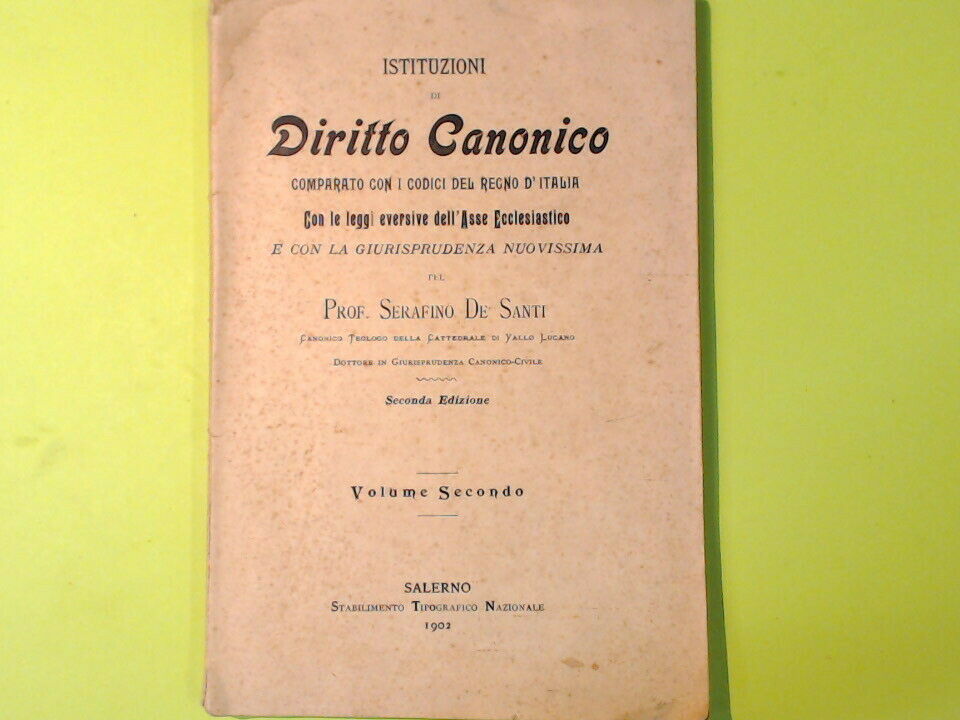 ISTITUZIONI
DI
Diritto Canonico
COMPARATO CON I CODICI DEL REGNO D'ITALIA
Con le leggi eversive dell'Asse Ecclesiastico
E CON LA GIURISPRUDENZA NUOVISSIMA
PEL
PROF. SERAFINO DE' SANTI
CANONICO TEOLOGO DELLA CATTEDRALE DI VALLO LUCANO
DOTTORE IN GIURISPRUDENZA CANONICO-CIVILE
Seconda Edizione
Volume Secondo
SALERNO
STABILIMENTO TIPOGRAFICO NAZIONALE
1902